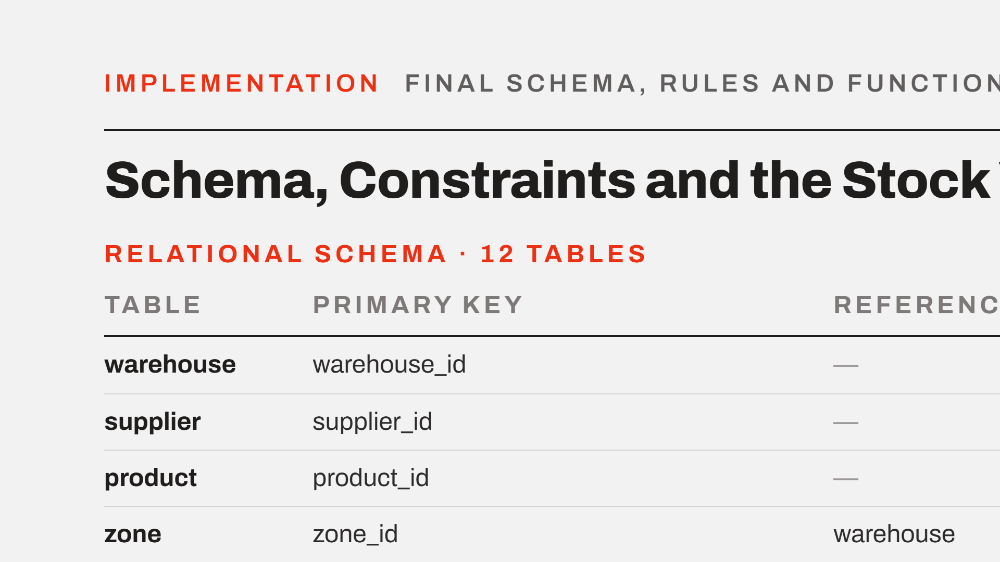 IMPLEMENTATION FINAL SCHEMA, RULES AND FUNCTION
Schema, Constraints and the Stock
RELATIONAL SCHEMA · 12 TABLES
TABLE PRIMARY KEY REFERENC
warehouse warehouse_id —
supplier supplier_id —
product product_id —
zone zone_id warehouse